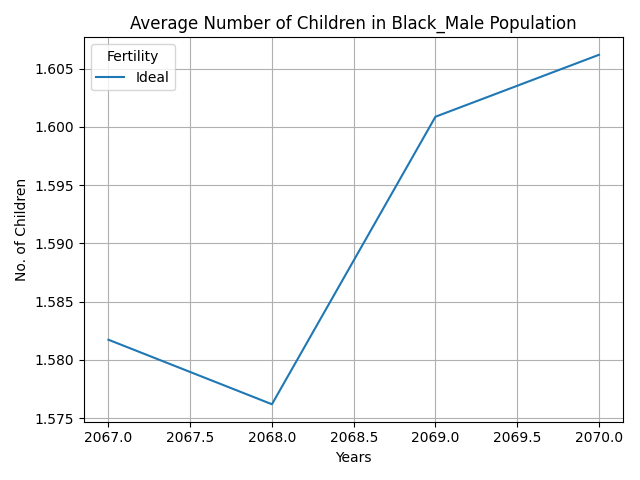 Average Number of Children in Black_Male Population
Fertility
Ideal
1.605
1.600
1.595
1.590
1.585
1.580
1.575
No. of Children
2067.0 2067.5 2068.0 2068.5 2069.0 2069.5 2070.0
Years